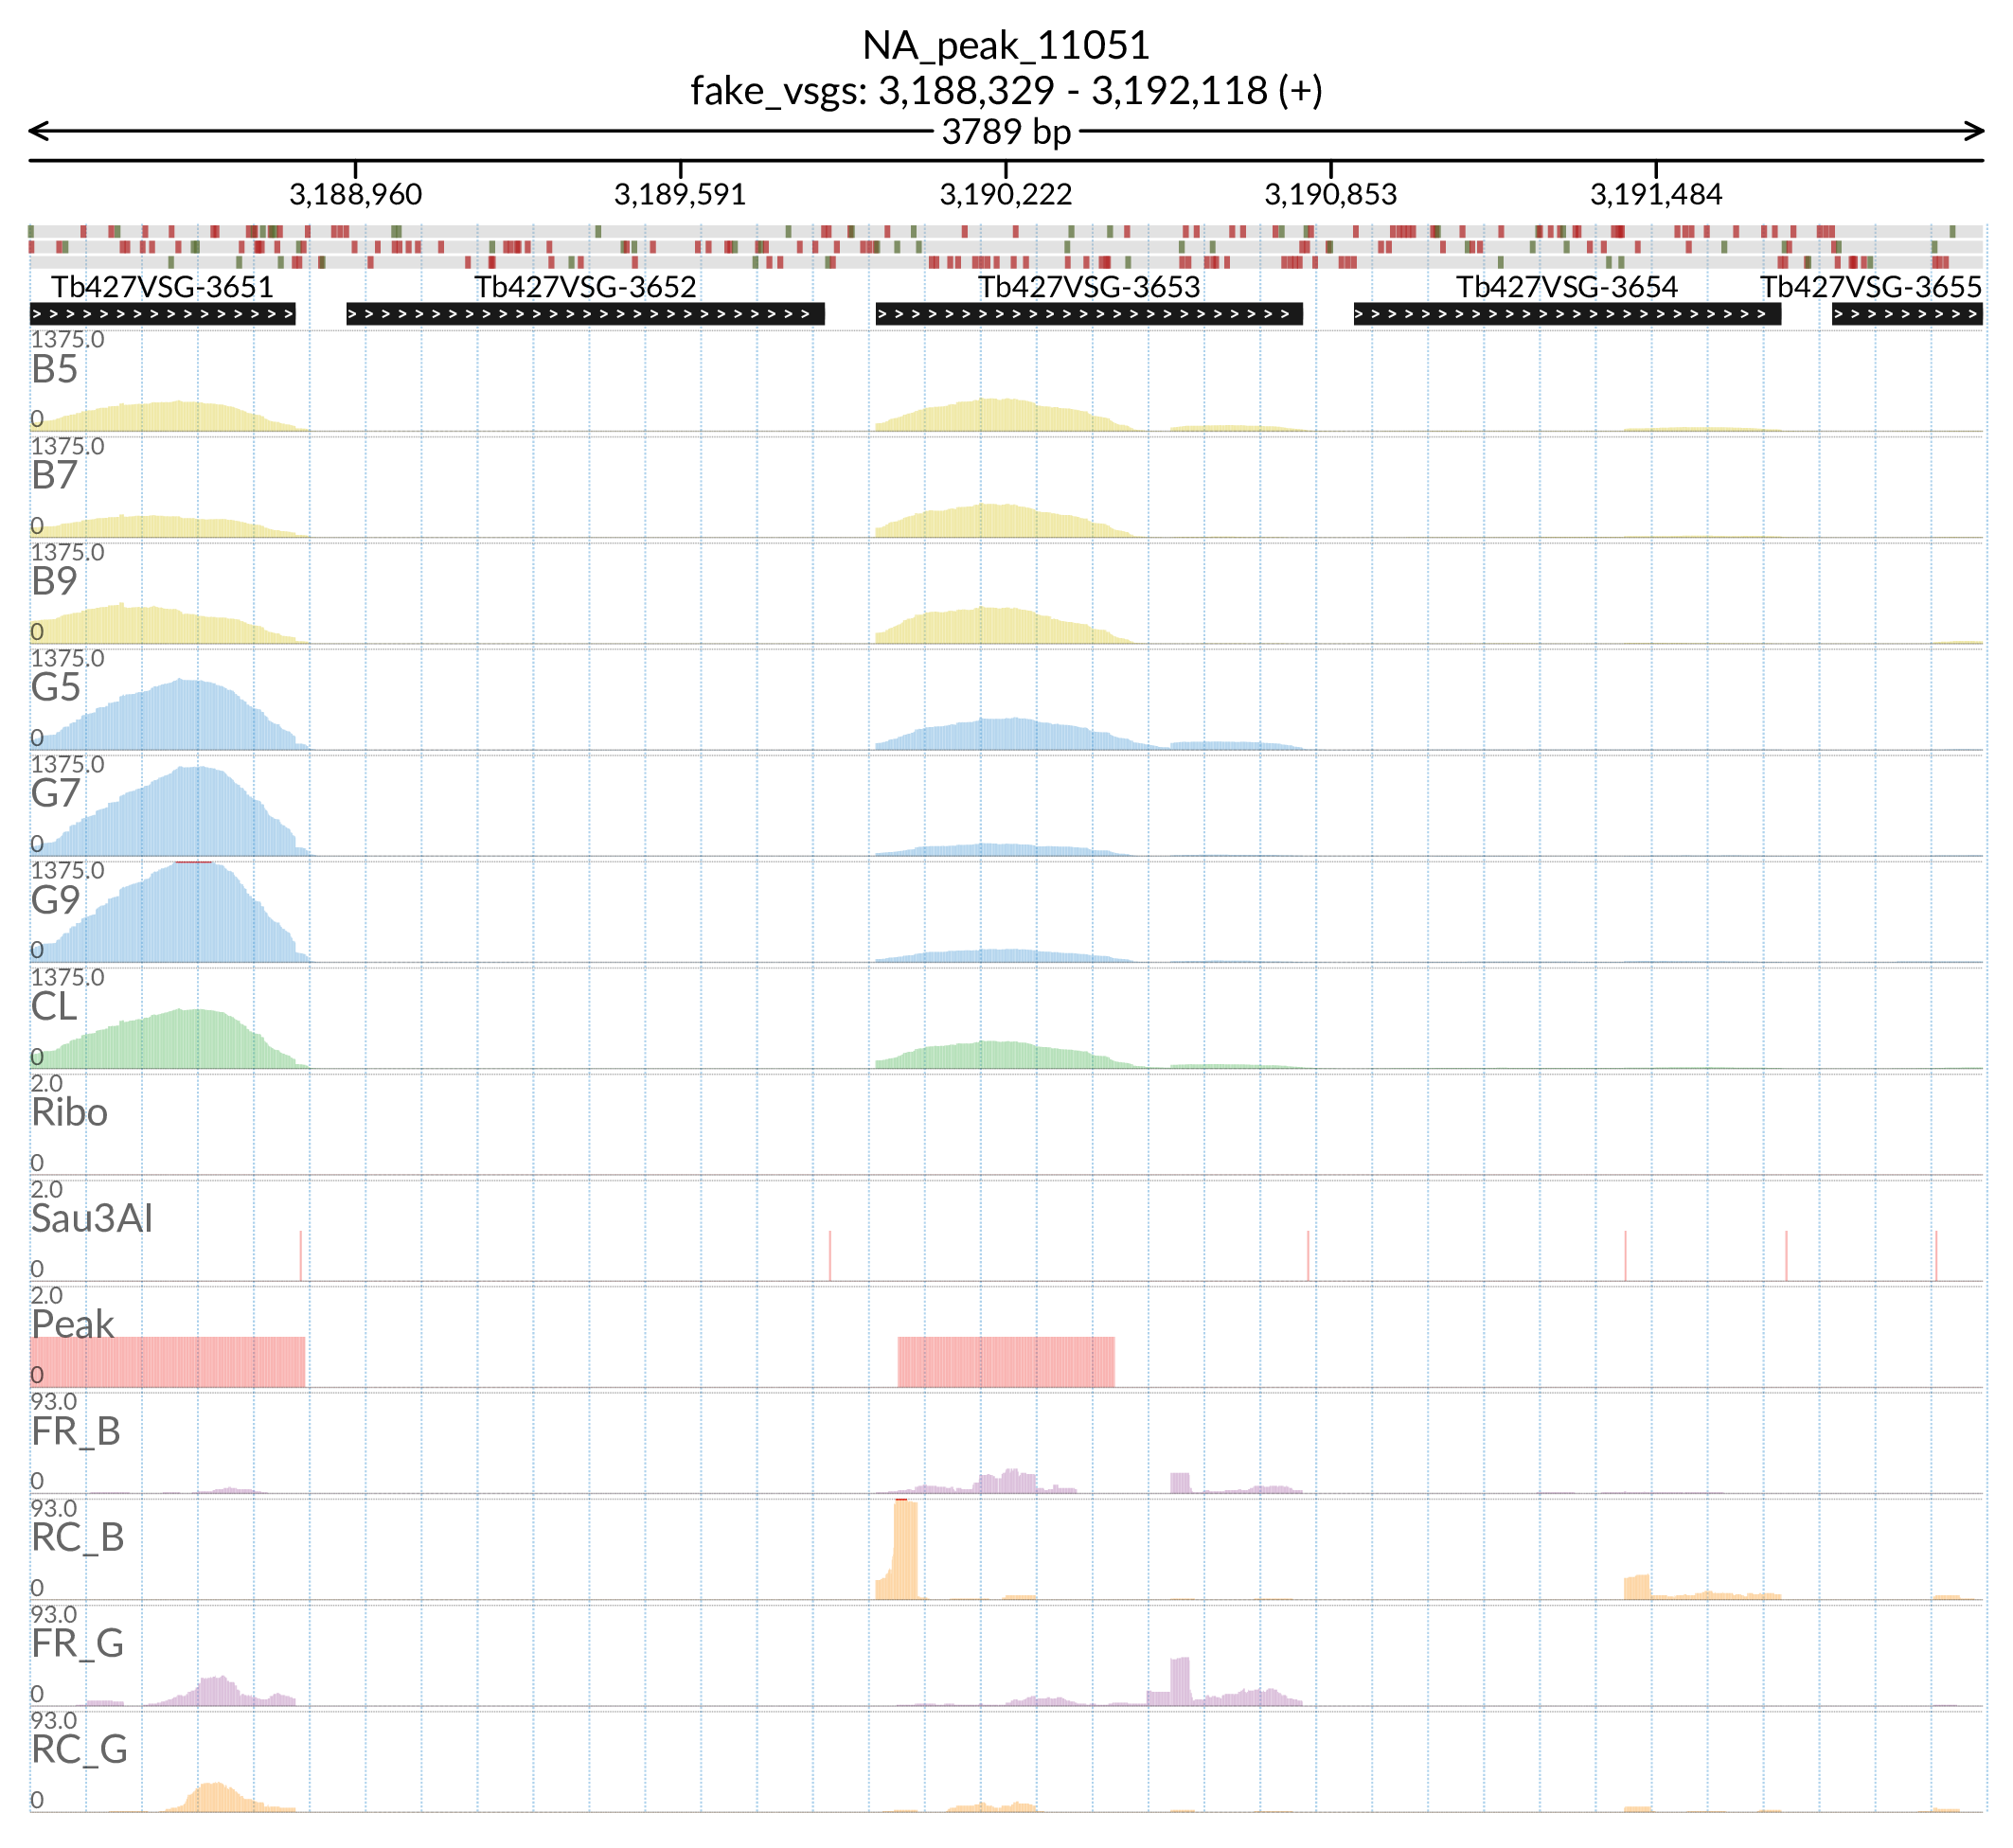 NA_peak_11051
fake_vsgs: 3,188,329 - 3,192,118 (+)
3789 bp
3,188,960 3,189,591 3,190,222 3,190,853 3,191,484
Tb427VSG-3651 Tb427VSG-3652 Tb427VSG-3653 Tb427VSG-3654 Tb427VSG-3655
1375.0
B5
0
1375.0
B7
0
1375.0
B9
0
1375.0
G5
0
1375.0
G7
0
1375.0
G9
0
1375.0
CL
0
2.0
Ribo
0
2.0
Sau3AI
0
2.0
Peak
0
93.0
FR_B
0
93.0
RC_B
0
93.0
FR_G
0
93.0
RC_G
0